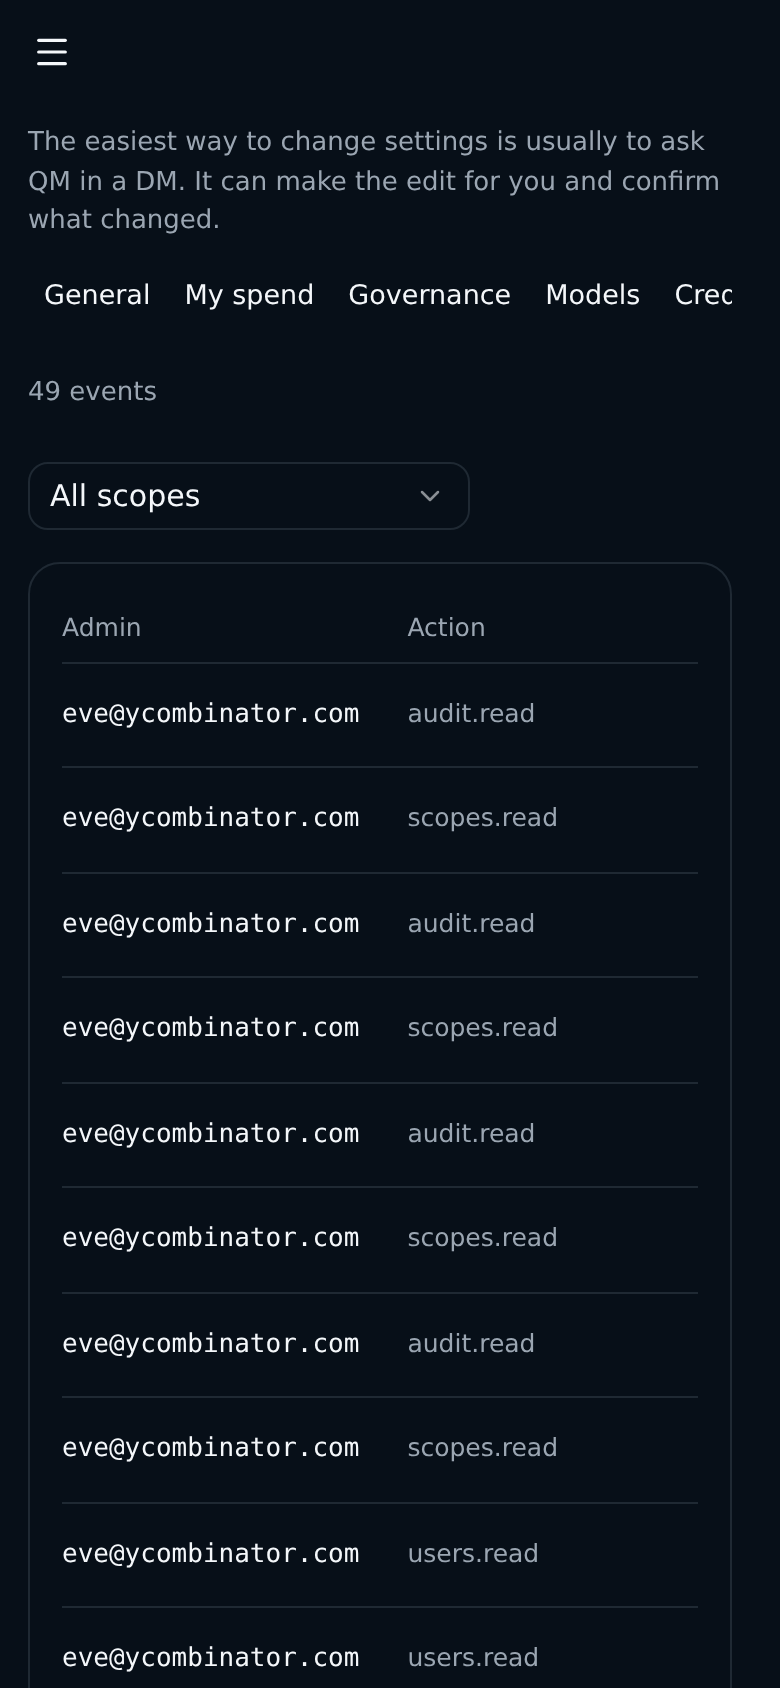 The easiest way to change settings is usually to ask
QM in a DM. It can make the edit for you and confirm
what changed.
General My spend Governance Models Cred
49 events
All scopes
Admin Action
eve@ycombinator.com audit.read
eve@ycombinator.com scopes.read
eve@ycombinator.com audit.read
eve@ycombinator.com scopes.read
eve@ycombinator.com audit.read
eve@ycombinator.com scopes.read
eve@ycombinator.com audit.read
eve@ycombinator.com scopes.read
eve@ycombinator.com users.read
eve@ycombinator.com users.read